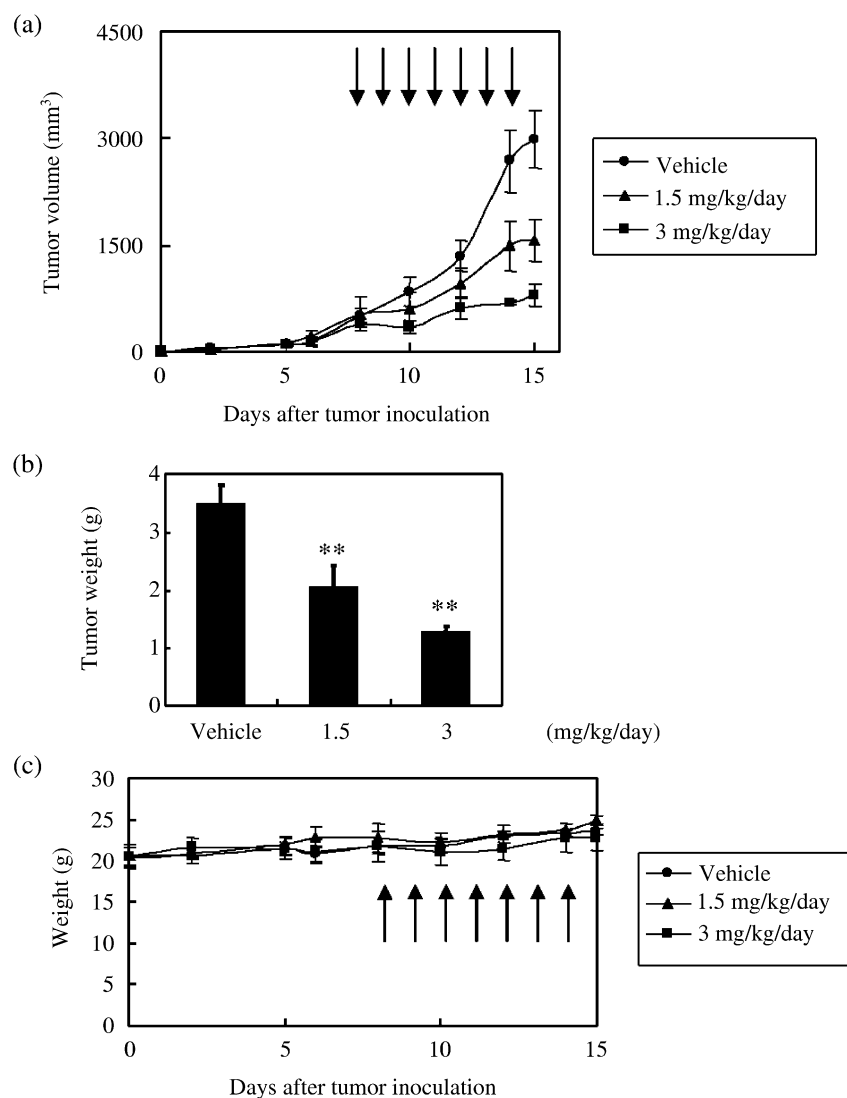 (a)
4500
3000
1500
0
Tumor volume (mm³)
0 5 10 15
Days after tumor inoculation
Vehicle
1.5 mg/kg/day
3 mg/kg/day
(b)
4
3
2
1
0
Tumor weight (g)
**
**
Vehicle 1.5 3 (mg/kg/day)
(c)
30
25
20
15
10
5
0
Weight (g)
0 5 10 15
Days after tumor inoculation
Vehicle
1.5 mg/kg/day
3 mg/kg/day